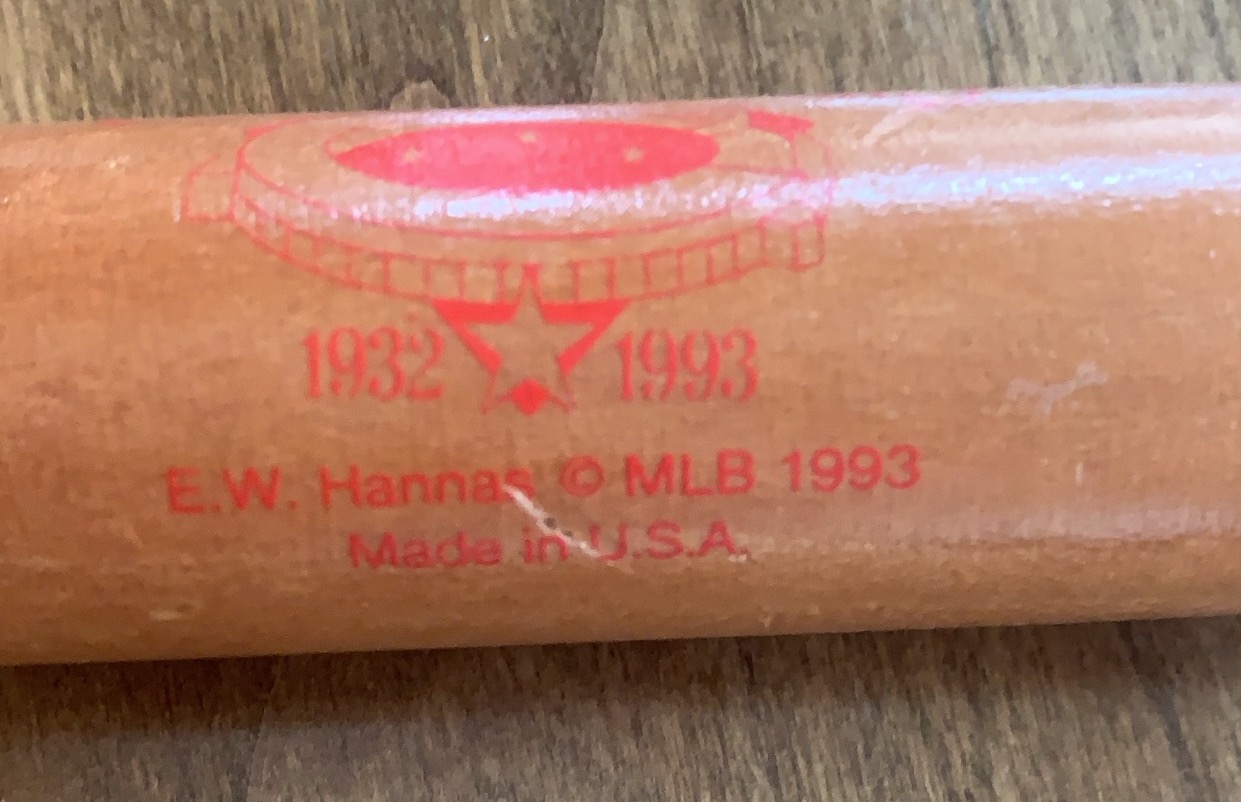 1932 1993
E.W. Hannas © MLB 1993
Made in U.S.A.